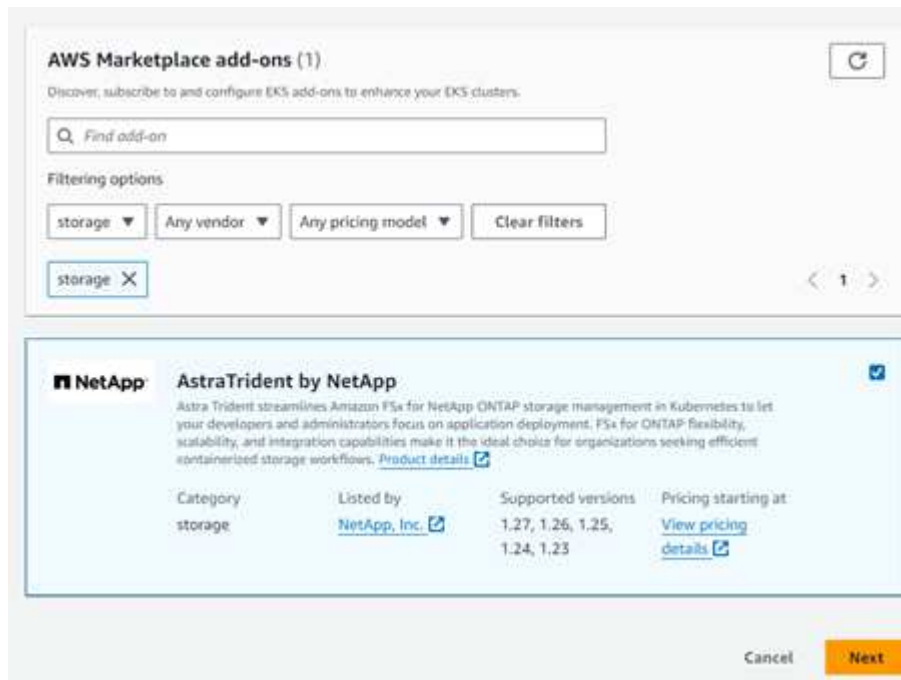 AWS Marketplace add-ons (1)
Discover, subscribe to and configure EKS add-ons to enhance your EKS clusters.
Find add-on
Filtering options
storage Any vendor Any pricing model Clear filters
storage
1
NetApp
AstraTrident by NetApp
Astra Trident streamlines Amazon FSx for NetApp ONTAP storage management in Kubernetes to let
your developers and administrators focus on application deployment. FSx for ONTAP flexibility,
scalability, and integration capabilities make it the ideal choice for organizations seeking efficient
containerized storage workflows. Product details
Category Listed by Supported versions Pricing starting at
storage NetApp, Inc. 1.27, 1.26, 1.25, View pricing
1.24, 1.23 details
Cancel Next